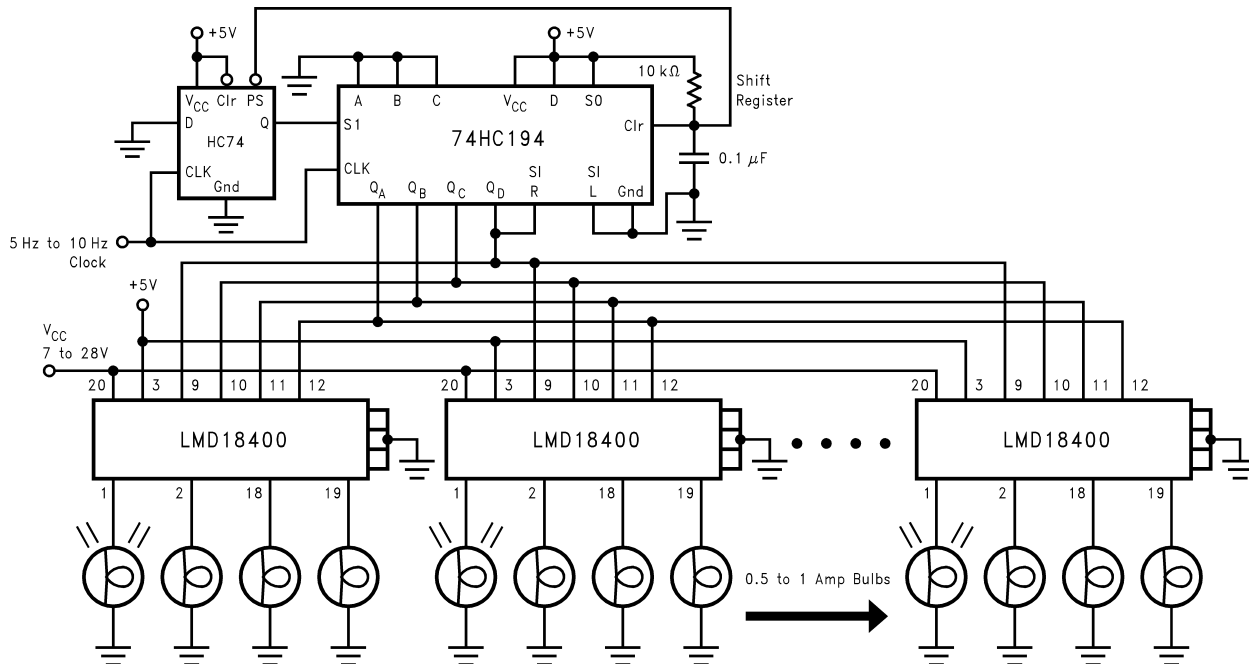 +5V
+5V
V_CC Clr PS
D Q
HC74
CLK
Gnd
A B C V_CC D S0
S1 Clr
74HC194
CLK
Q_A Q_B Q_C Q_D SI R SI L Gnd
10 kΩ
Shift
Register
0.1 μF
5 Hz to 10 Hz
Clock
+5V
V_CC
7 to 28V
20 3 9 10 11 12
20 3 9 10 11 12
20 3 9 10 11 12
LMD18400
LMD18400
LMD18400
1 2 18 19
1 2 18 19
1 2 18 19
0.5 to 1 Amp Bulbs